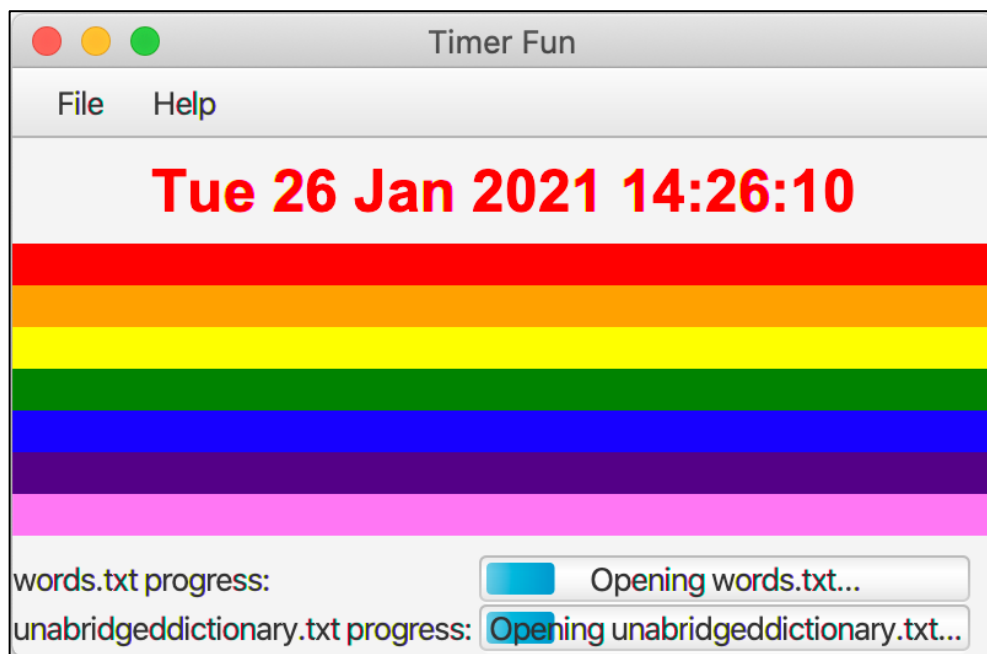 Timer Fun
File Help
Tue 26 Jan 2021 14:26:10
words.txt progress: Opening words.txt...
unabridgeddictionary.txt progress: Opening unabridgeddictionary.txt...